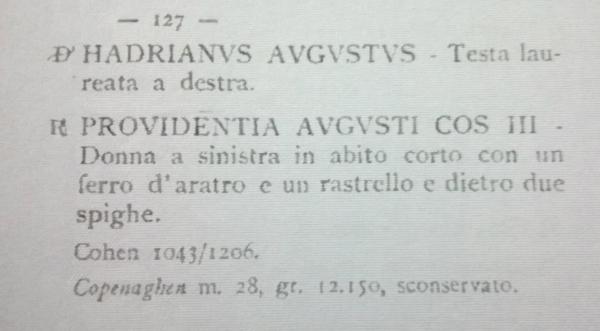 — 127 —
D' HADRIANVS AVGVSTVS - Testa lau-
reata a destra.
R PROVIDENTIA AVGVSTI COS III -
Donna a sinistra in abito corto con un
ferro d'aratro e un rastrello e dietro due
spighe.
Cohen 1043/1206.
Copenaghen m. 28, gr. 12.150, sconservato.